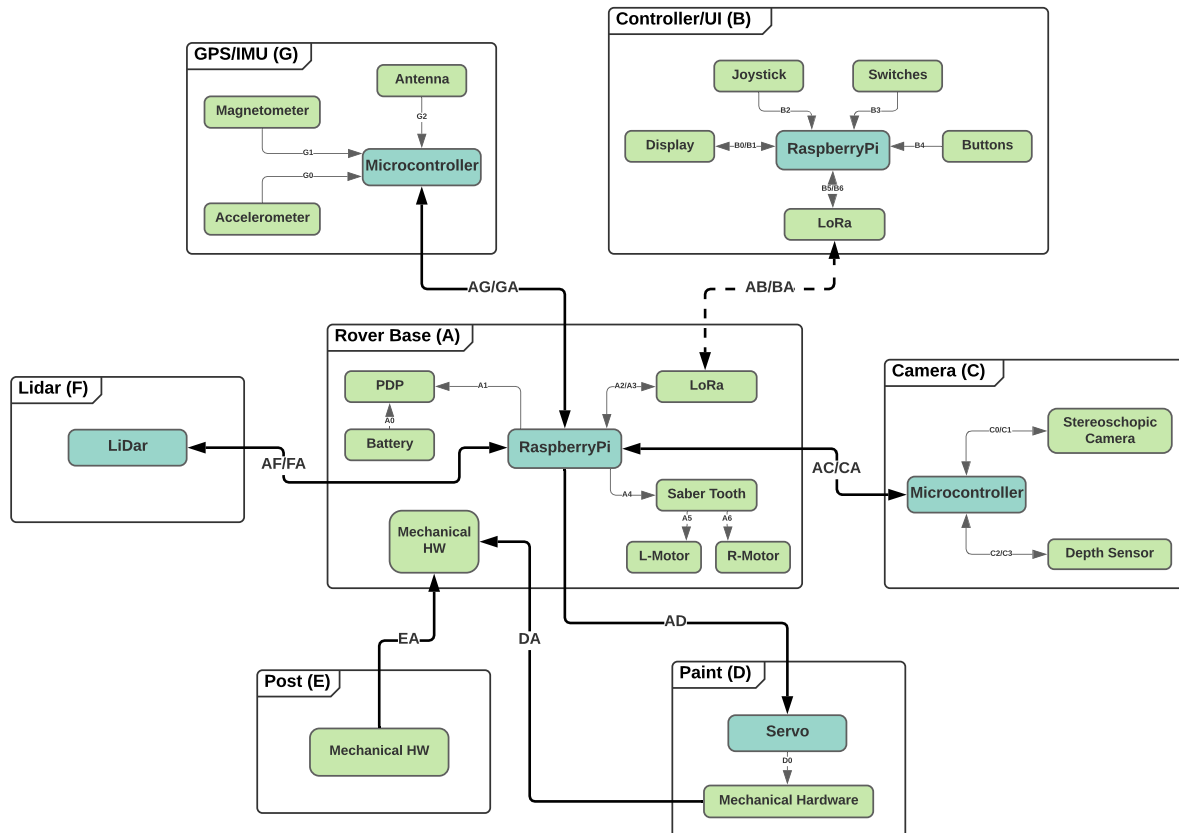 Controller/UI (B)
GPS/IMU (G)
Joystick
Switches
Antenna
Magnetometer
B2
B3
G2
Display
B0/B1
RaspberryPi
B4
Buttons
G1
Microcontroller
G0
B5/B6
Accelerometer
LoRa
AG/GA
AB/BA
Rover Base (A)
Lidar (F)
Camera (C)
PDP
A1
A2/A3
LoRa
A0
Stereoschopic
Camera
C0/C1
LiDar
Battery
RaspberryPi
AF/FA
AC/CA
A4
Saber Tooth
Microcontroller
A5
A6
Mechanical
HW
L-Motor
R-Motor
C2/C3
Depth Sensor
EA
DA
AD
Post (E)
Paint (D)
Servo
Mechanical HW
D0
Mechanical Hardware